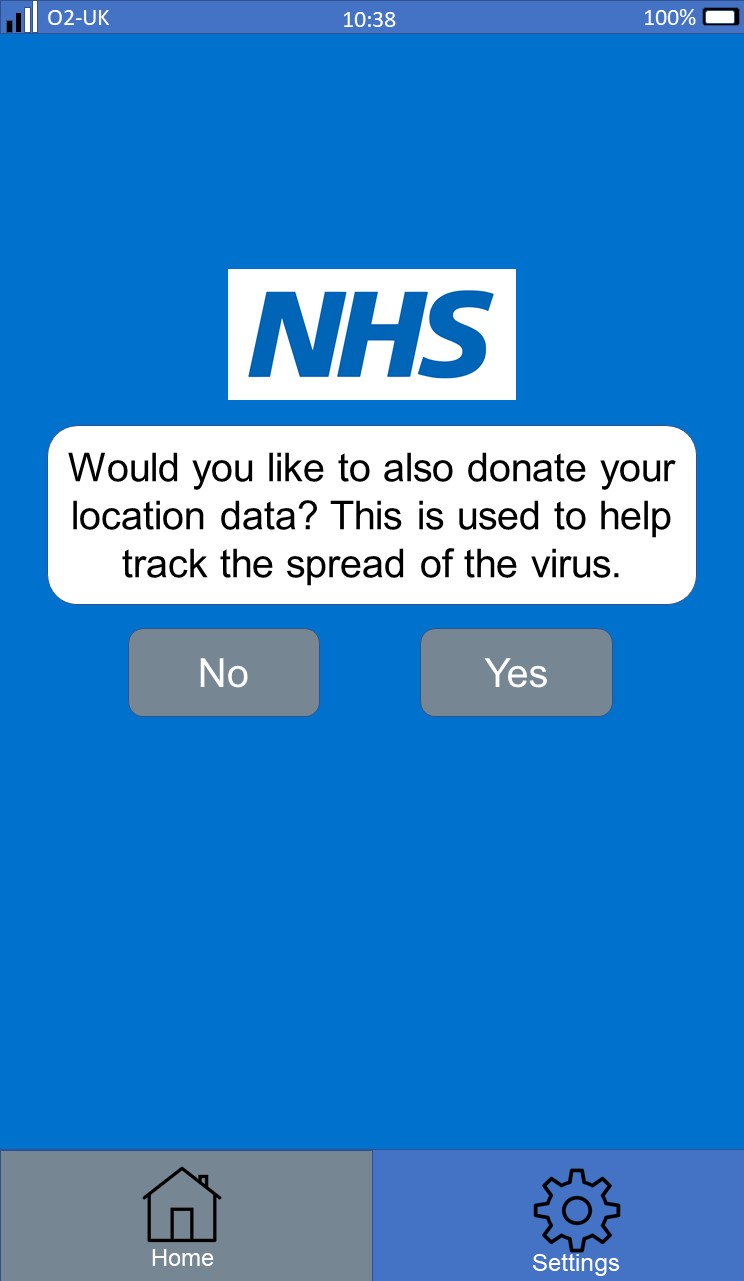 O2-UK 10:38 100%
NHS
Would you like to also donate your
location data? This is used to help
track the spread of the virus.
No Yes
Home Settings